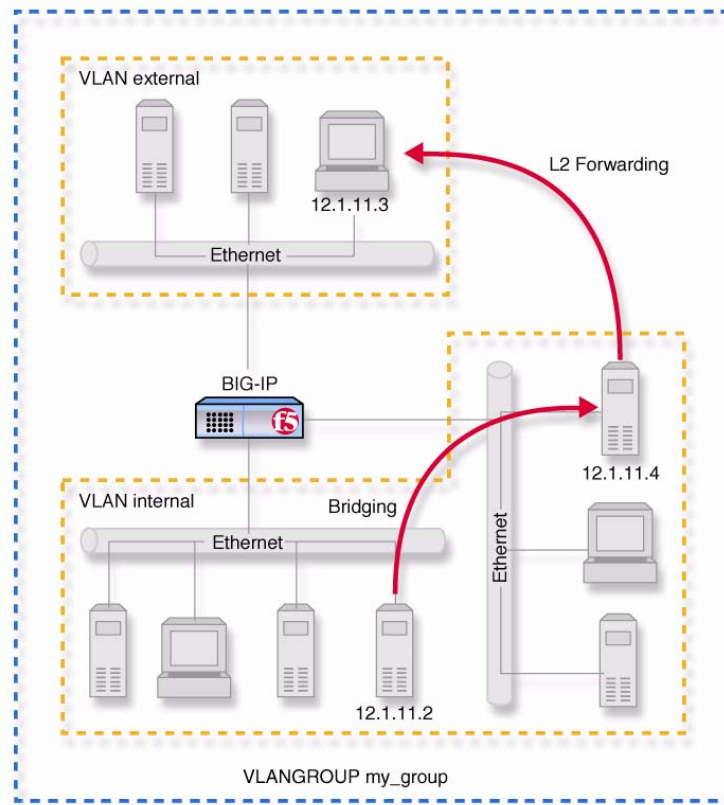 VLAN external
L2 Forwarding
12.1.11.3
Ethernet
BIG-IP
f5
12.1.11.4
VLAN internal
Bridging
Ethernet
Ethernet
12.1.11.2
VLANGROUP my_group